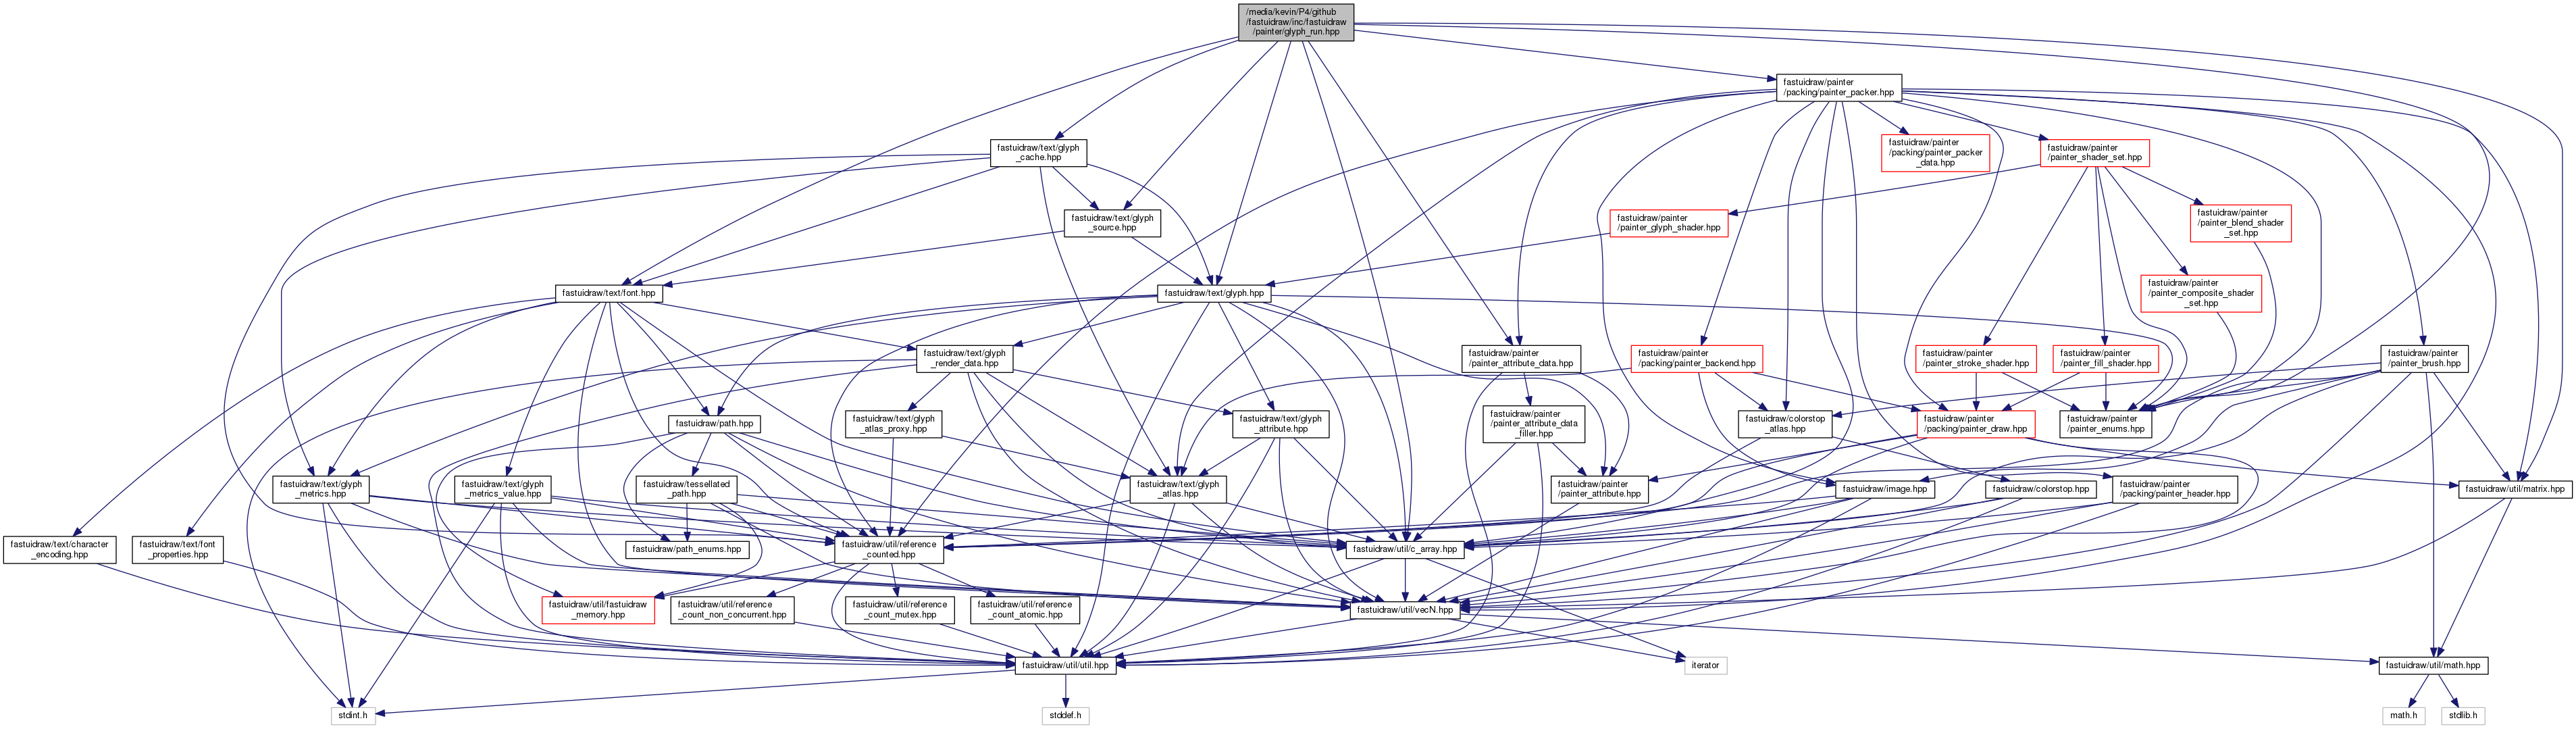 /media/kevin/P4/github
/fastuidraw/inc/fastuidraw
/painter/glyph_run.hpp
fastuidraw/painter
/packing/painter_packer.hpp
fastuidraw/text/glyph
_cache.hpp
fastuidraw/painter
/packing/painter_packer
_data.hpp
fastuidraw/painter
/painter_shader_set.hpp
fastuidraw/text/glyph
_source.hpp
fastuidraw/painter
/painter_glyph_shader.hpp
fastuidraw/painter
/painter_blend_shader
_set.hpp
fastuidraw/text/font.hpp
fastuidraw/text/glyph.hpp
fastuidraw/painter
/painter_composite_shader
_set.hpp
fastuidraw/text/glyph
_render_data.hpp
fastuidraw/painter
/painter_attribute_data.hpp
fastuidraw/painter
/packing/painter_backend.hpp
fastuidraw/painter
/painter_stroke_shader.hpp
fastuidraw/painter
/painter_fill_shader.hpp
fastuidraw/painter
/painter_brush.hpp
fastuidraw/path.hpp
fastuidraw/text/glyph
_atlas_proxy.hpp
fastuidraw/text/glyph
_attribute.hpp
fastuidraw/painter
/painter_attribute_data
_filler.hpp
fastuidraw/colorstop
_atlas.hpp
fastuidraw/painter
/packing/painter_draw.hpp
fastuidraw/painter
/painter_enums.hpp
fastuidraw/text/glyph
_metrics.hpp
fastuidraw/text/glyph
_metrics_value.hpp
fastuidraw/tessellated
_path.hpp
fastuidraw/text/glyph
_atlas.hpp
fastuidraw/painter
/painter_attribute.hpp
fastuidraw/image.hpp
fastuidraw/colorstop.hpp
fastuidraw/painter
/packing/painter_header.hpp
fastuidraw/util/matrix.hpp
fastuidraw/text/character
_encoding.hpp
fastuidraw/text/font
_properties.hpp
fastuidraw/path_enums.hpp
fastuidraw/util/reference
_counted.hpp
fastuidraw/util/c_array.hpp
fastuidraw/util/fastuidraw
_memory.hpp
fastuidraw/util/reference
_count_non_concurrent.hpp
fastuidraw/util/reference
_count_mutex.hpp
fastuidraw/util/reference
_count_atomic.hpp
fastuidraw/util/vecN.hpp
fastuidraw/util/util.hpp
iterator
fastuidraw/util/math.hpp
stdint.h
stddef.h
math.h
stdlib.h